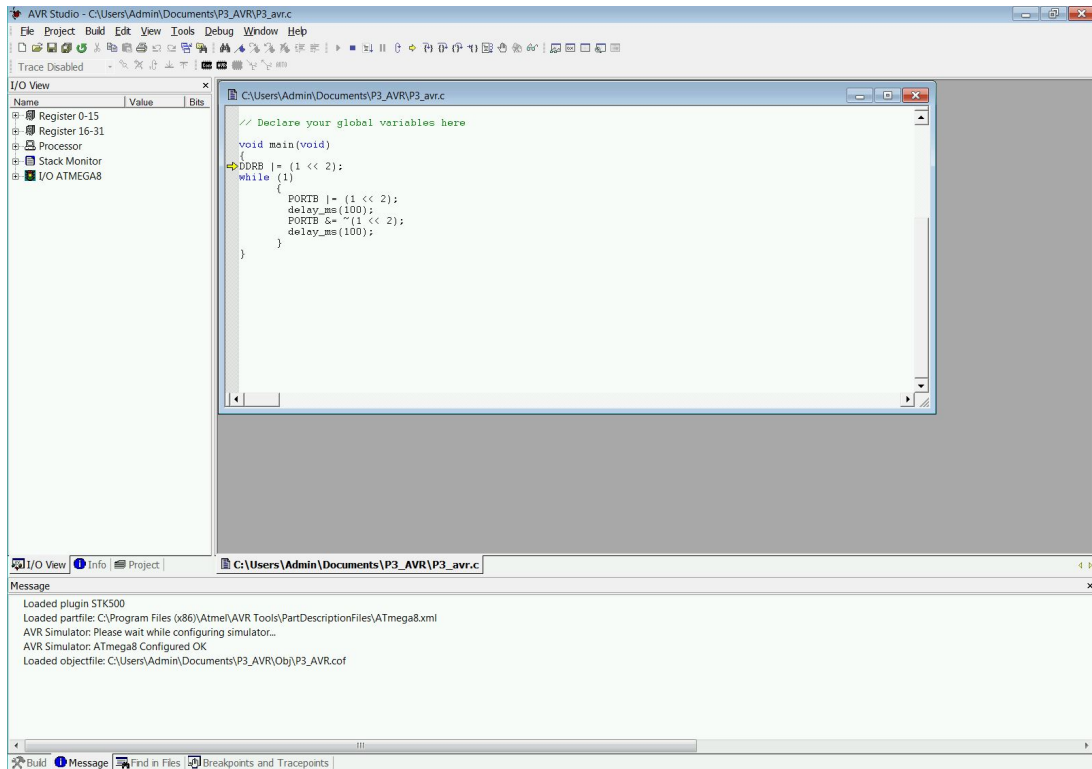 AVR Studio - C:\Users\Admin\Documents\P3_AVR\P3_avr.c
File Project Build Edit View Tools Debug Window Help
Trace Disabled
I/O View
Name Value Bits
Register 0-15
Register 16-31
Processor
Stack Monitor
I/O ATMEGA8
C:\Users\Admin\Documents\P3_AVR\P3_avr.c
// Declare your global variables here
void main(void)
{
DDRB |= (1 << 2);
while (1)
{
PORTB |= (1 << 2);
delay_ms(100);
PORTB &= ~(1 << 2);
delay_ms(100);
}
}
I/O View Info Project
C:\Users\Admin\Documents\P3_AVR\P3_avr.c
Message
Loaded plugin STK500
Loaded partfile: C:\Program Files (x86)\Atmel\AVR Tools\PartDescriptionFiles\ATmega8.xml
AVR Simulator: Please wait while configuring simulator...
AVR Simulator: ATmega8 Configured OK
Loaded objectfile: C:\Users\Admin\Documents\P3_AVR\Obj\P3_AVR.cof
Build Message Find in Files Breakpoints and Tracepoints